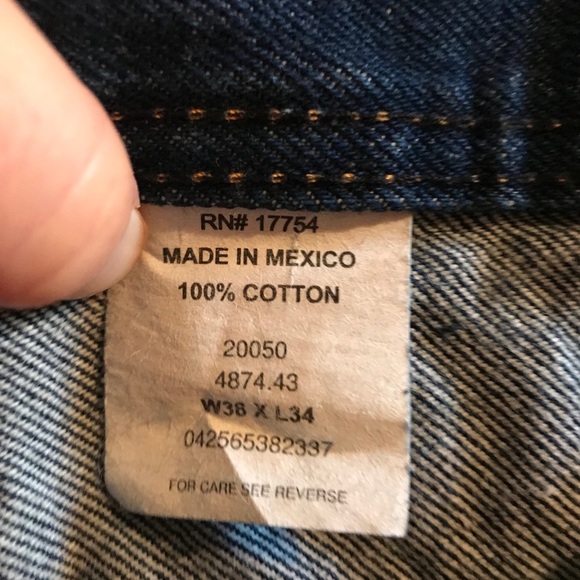 RN# 17754
MADE IN MEXICO
100% COTTON
20050
4874.43
W38 X L34
042565382337
FOR CARE SEE REVERSE